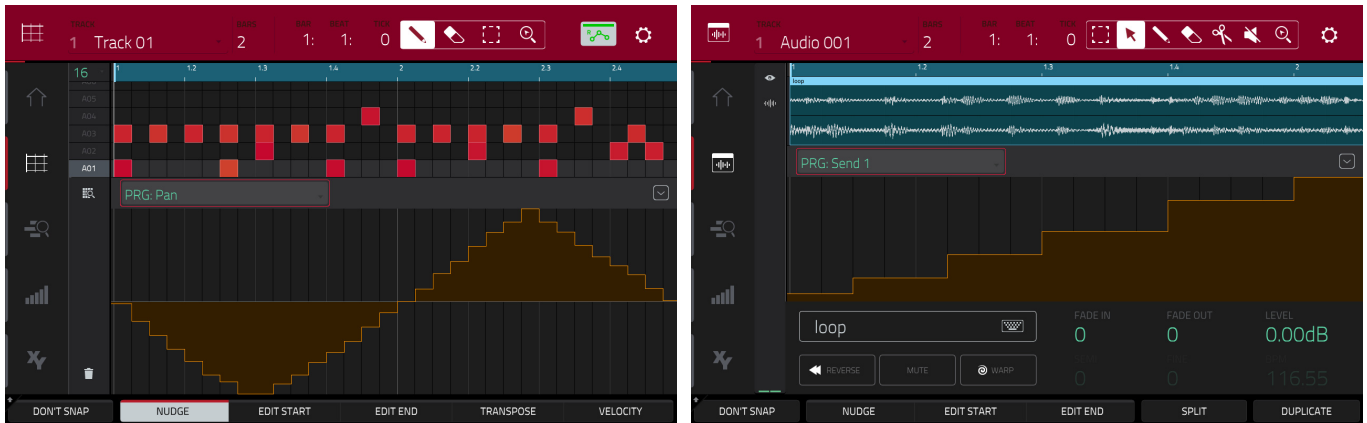 TRACK BARS BAR BEAT TICK
1 Track 01 2 1: 1: 0
16 1 1.2 1.3 1.4 2 2.2 2.3 2.4
A05
A04
A03
A02
A01
PRG: Pan
DON'T SNAP NUDGE EDIT START EDIT END TRANSPOSE VELOCITY
TRACK BARS BAR BEAT TICK
1 Audio 001 2 1: 1: 0
1 1.2 1.3 1.4 2
loop
PRG: Send 1
FADE IN FADE OUT LEVEL
loop 0 0 0.00dB
REVERSE MUTE WARP
0 0 116.55
DON'T SNAP NUDGE EDIT START EDIT END SPLIT DUPLICATE